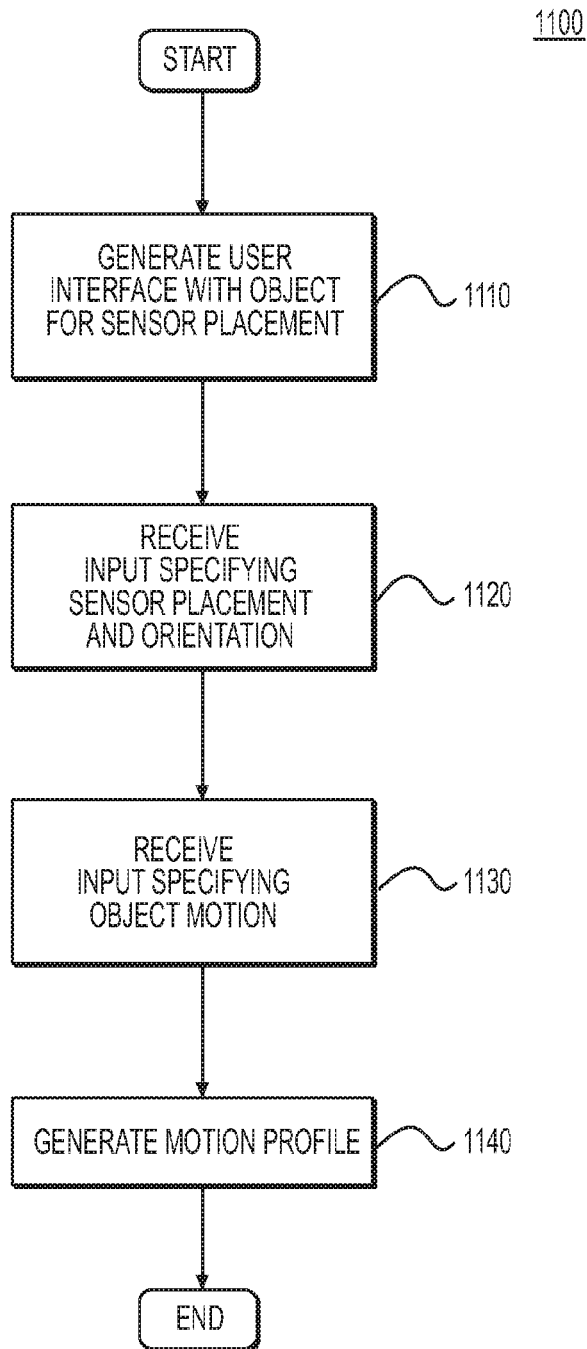 1100
START
GENERATE USER
INTERFACE WITH OBJECT
FOR SENSOR PLACEMENT
1110
RECEIVE
INPUT SPECIFYING
SENSOR PLACEMENT
AND ORIENTATION
1120
RECEIVE
INPUT SPECIFYING
OBJECT MOTION
1130
GENERATE MOTION PROFILE
1140
END